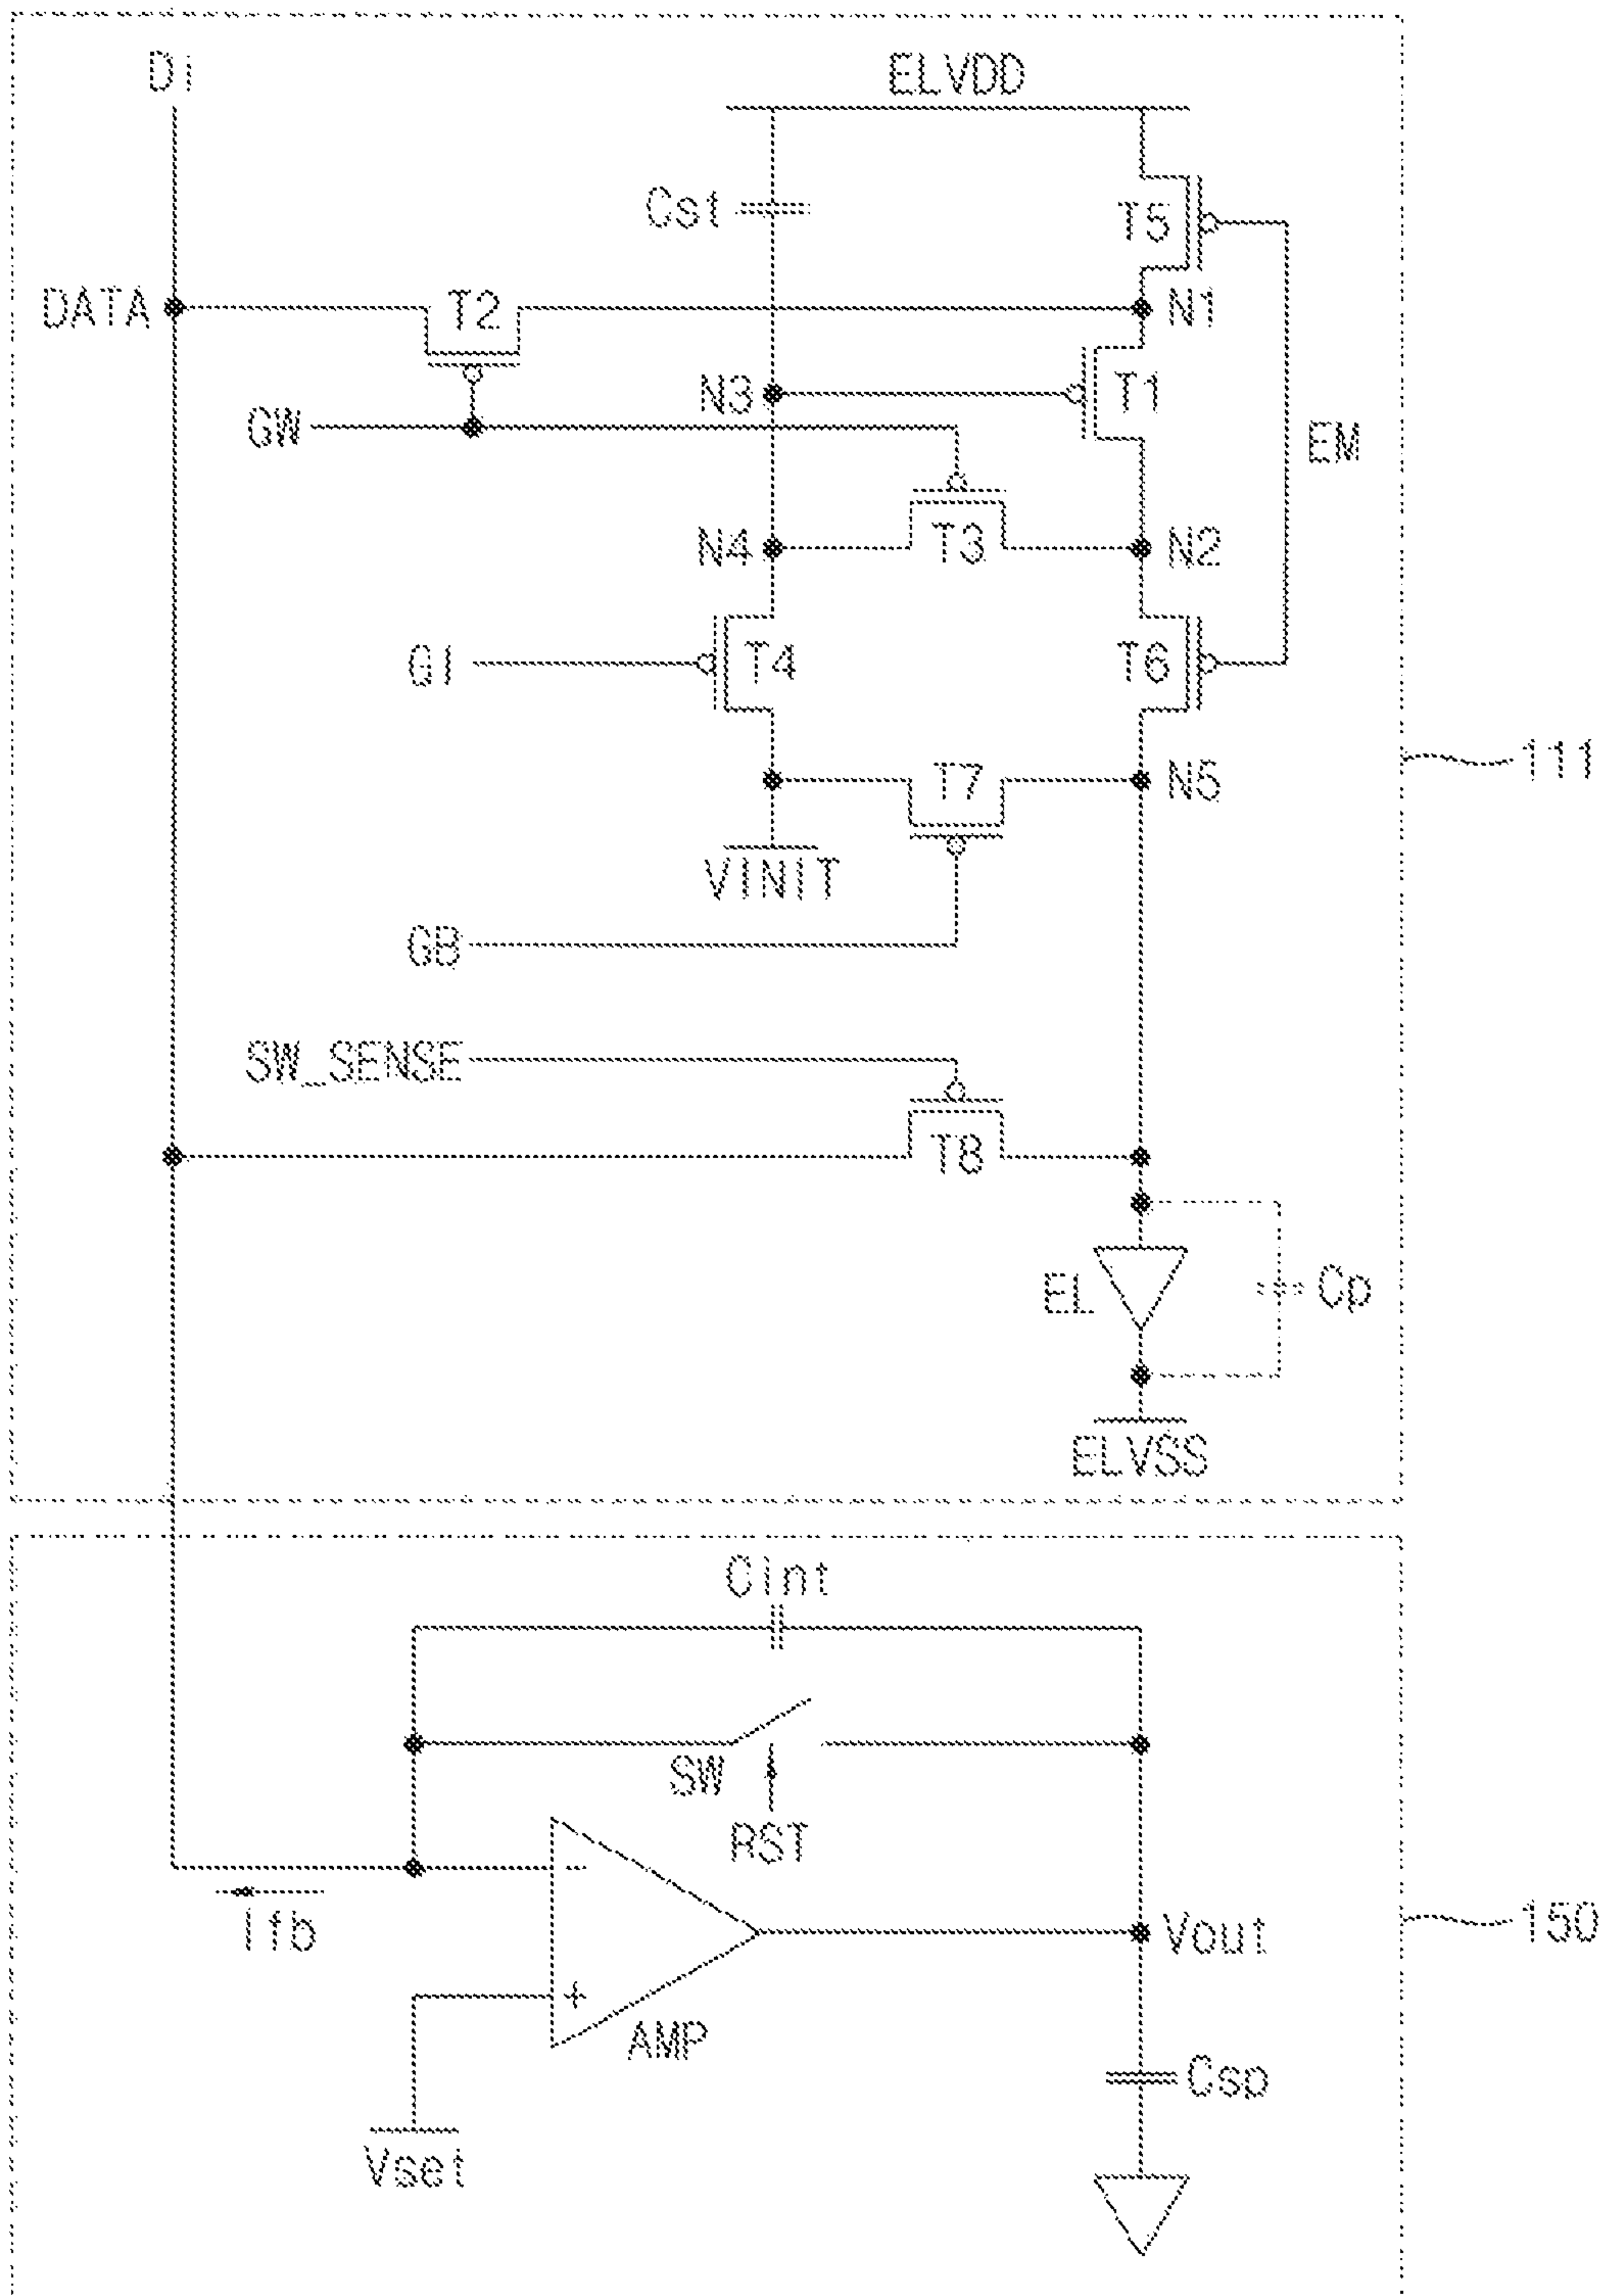 Di
ELVDD
Cst
T5
DATA
T2
N1
N3
T1
GW
EM
N4
T3
N2
GI
T4
T6
111
T7
N5
VINIT
GB
SW_SENSE
T8
EL
Cp
ELVSS
Cint
SW
RST
-
Ifb
Vout
150
+
AMP
Csp
Vset